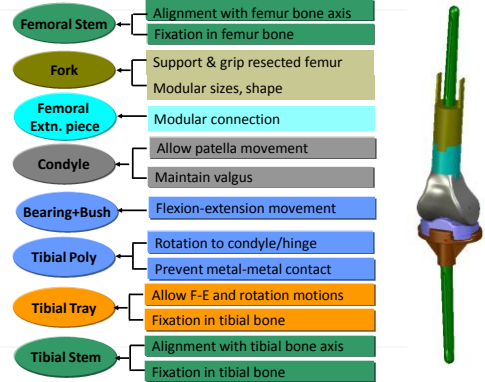 Femoral Stem
Alignment with femur bone axis
Fixation in femur bone
Fork
Support & grip resected femur
Modular sizes, shape
Femoral
Extn. piece
Modular connection
Condyle
Allow patella movement
Maintain valgus
Bearing+Bush
Flexion-extension movement
Tibial Poly
Rotation to condyle/hinge
Prevent metal-metal contact
Tibial Tray
Allow F-E and rotation motions
Fixation in tibial bone
Tibial Stem
Alignment with tibial bone axis
Fixation in tibial bone